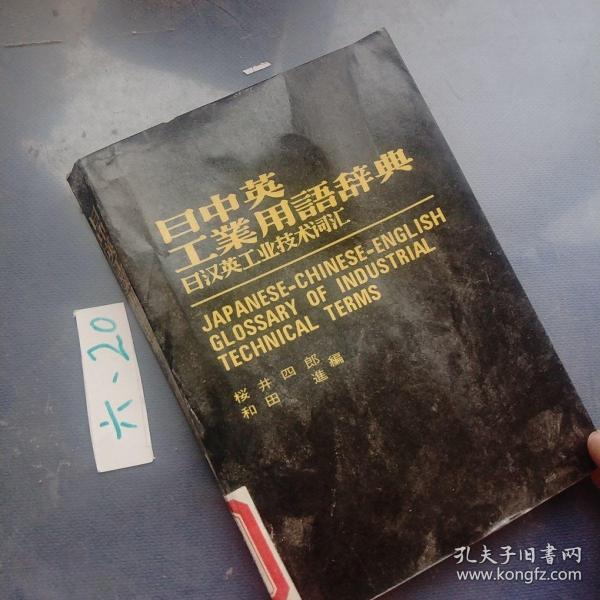 日中英
工業用語辞典
日汉英工业技术词汇
JAPANESE-CHINESE-ENGLISH
GLOSSARY OF INDUSTRIAL
TECHNICAL TERMS
桜井四郎編
和田 進
六、20
孔夫子旧书网
www.kongfz.com